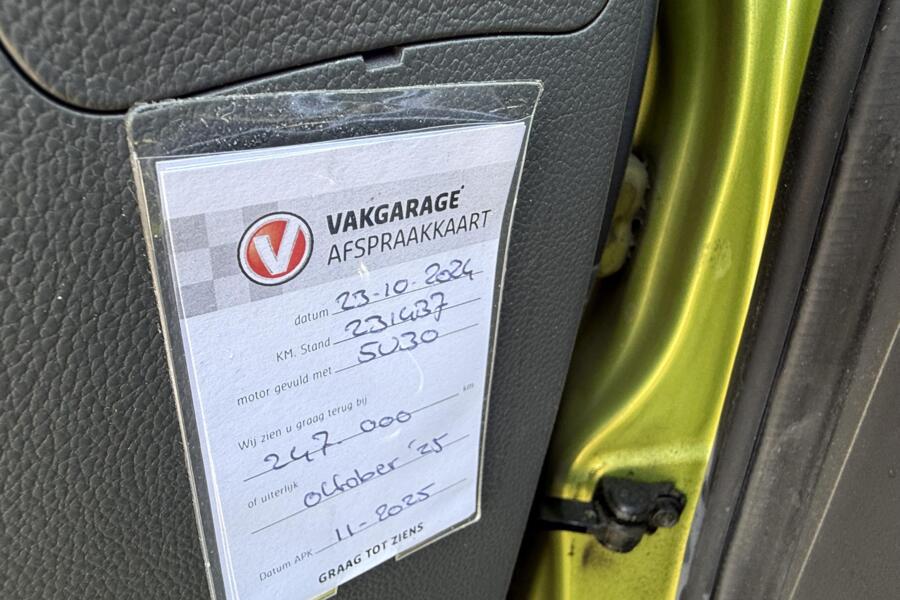 V
VAKGARAGE
AFSPRAAKKAART
datum 23-10-2024
KM. Stand 231437
motor gevuld met 5W30
Wij zien u graag terug bij
247.000 km
of uiterlijk
oktober '25
Datum APK 11-2025
GRAAG TOT ZIENS